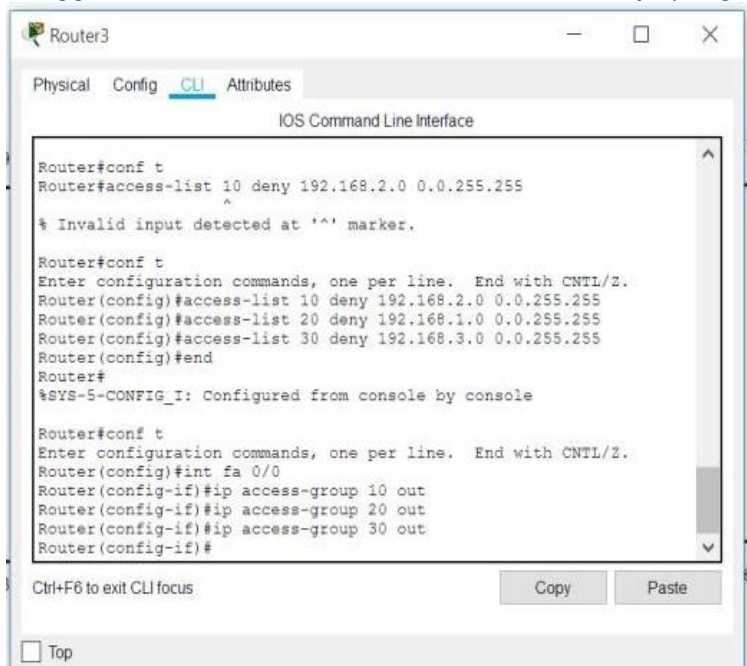 Router3
Physical Config CLI Attributes
IOS Command Line Interface
Router#conf t
Router#access-list 10 deny 192.168.2.0 0.0.255.255
^
% Invalid input detected at '^' marker.
Router#conf t
Enter configuration commands, one per line. End with CNTL/Z.
Router(config)#access-list 10 deny 192.168.2.0 0.0.255.255
Router(config)#access-list 20 deny 192.168.1.0 0.0.255.255
Router(config)#access-list 30 deny 192.168.3.0 0.0.255.255
Router(config)#end
Router#
%SYS-5-CONFIG_I: Configured from console by console
Router#conf t
Enter configuration commands, one per line. End with CNTL/Z.
Router(config)#int fa 0/0
Router(config-if)#ip access-group 10 out
Router(config-if)#ip access-group 20 out
Router(config-if)#ip access-group 30 out
Router(config-if)#
Ctrl+F6 to exit CLI focus Copy Paste
Top